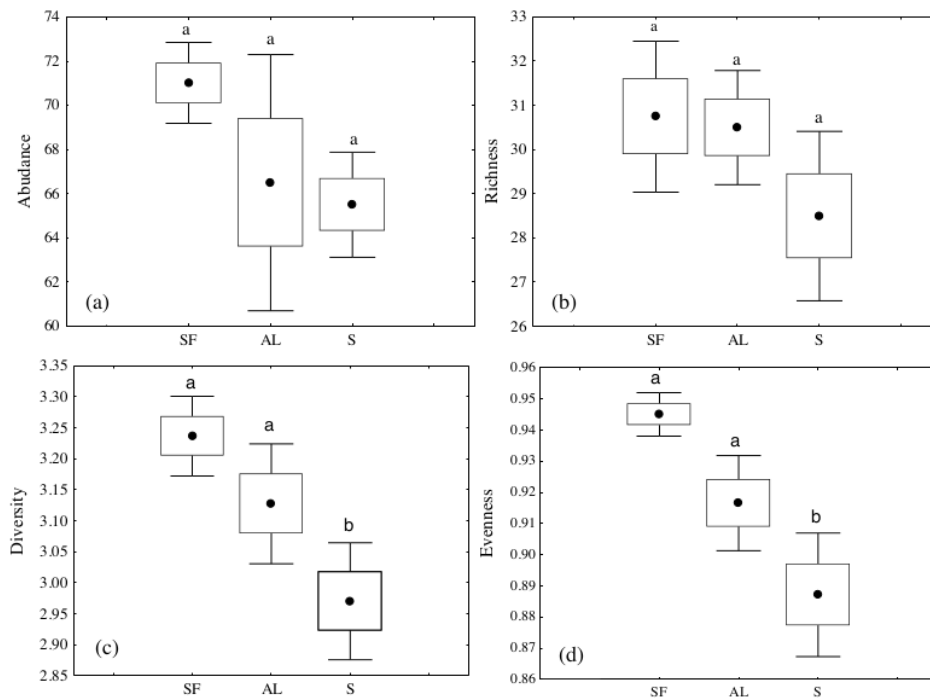 74
72
70
68
66
64
62
60
Abudance
a
a
a
(a)
SF AL S
33
32
31
30
29
28
27
26
Richness
a
a
a
(b)
SF AL S
3.35
3.30
3.25
3.20
3.15
3.10
3.05
3.00
2.95
2.90
2.85
Diversity
a
a
b
(c)
SF AL S
0.96
0.95
0.94
0.93
0.92
0.91
0.90
0.89
0.88
0.87
0.86
Evenness
a
a
b
(d)
SF AL S